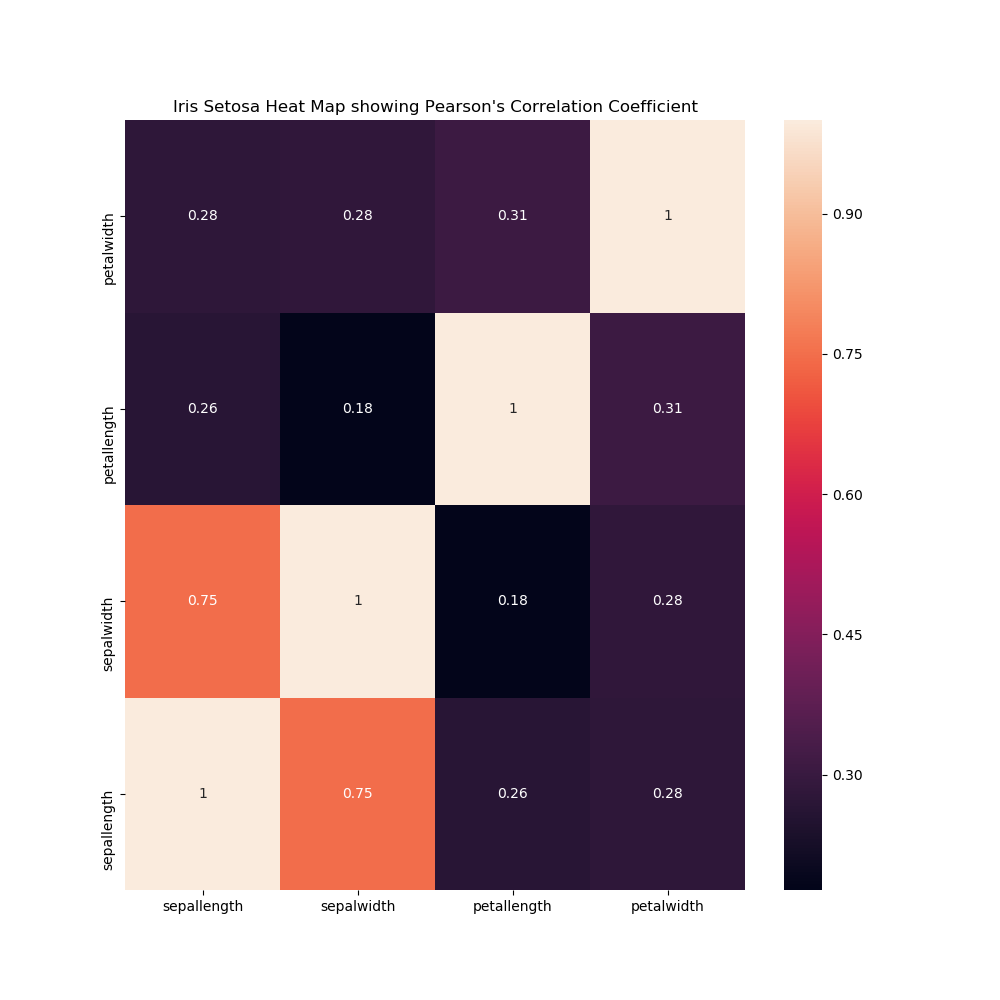 Iris Setosa Heat Map showing Pearson's Correlation Coefficient
petalwidth
0.28 0.28 0.31 1
petallength
0.26 0.18 1 0.31
sepalwidth
0.75 1 0.18 0.28
sepallength
1 0.75 0.26 0.28
sepallength sepalwidth petallength petalwidth
0.90
0.75
0.60
0.45
0.30